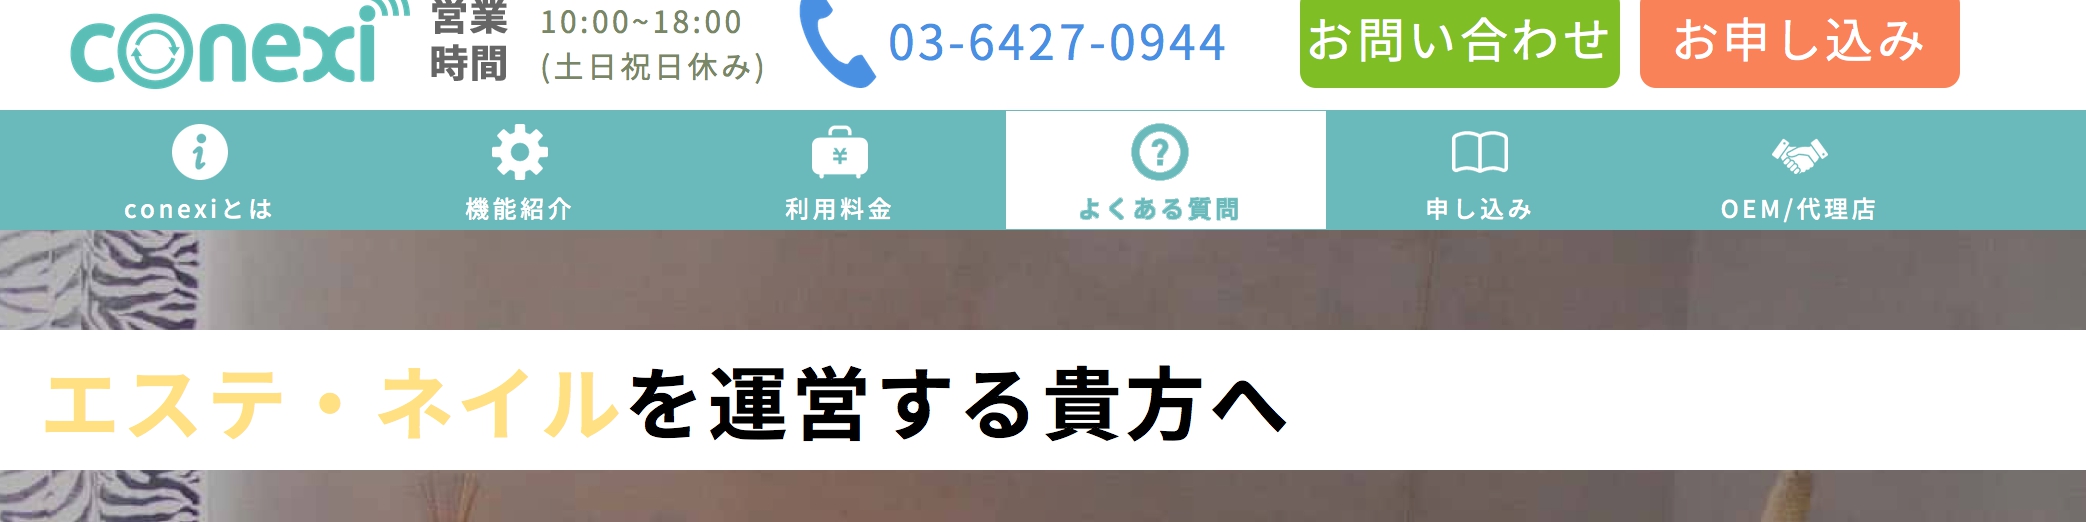 conexi
営業
時間
10:00~18:00
(土日祝日休み)
03-6427-0944
お問い合わせ
お申し込み
conexiとは
機能紹介
¥
利用料金
?
よくある質問
申し込み
OEM/代理店
エステ・ネイルを運営する貴方へ